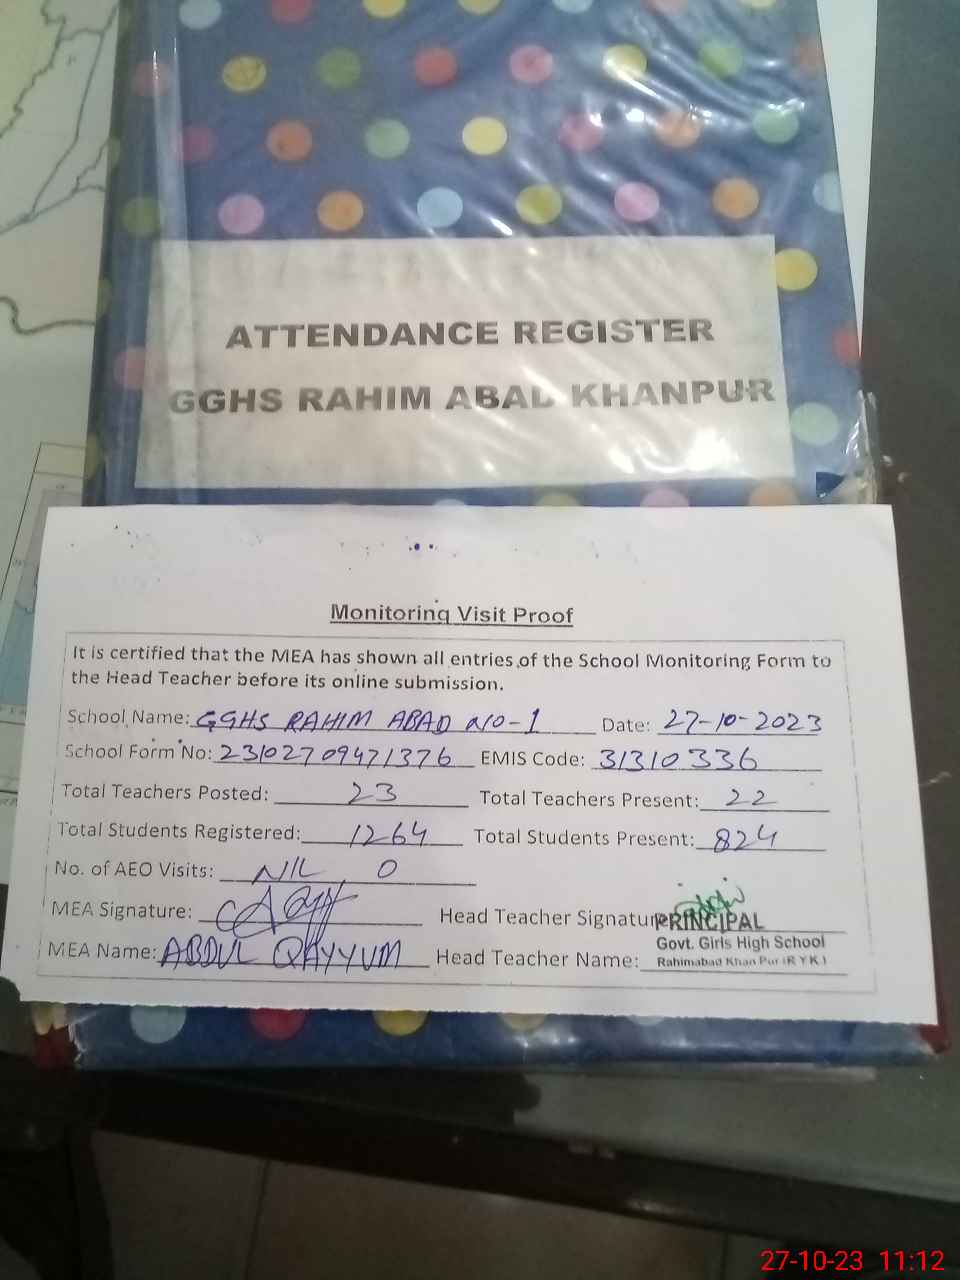 ATTENDANCE REGISTER
GGHS RAHIM ABAD KHANPUR
Monitoring Visit Proof
It is certified that the MEA has shown all entries of the School Monitoring Form to
the Head Teacher before its online submission.
School Name: GGHS RAHIM ABAD NO-1 Date: 27-10-2023
School Form No: 23102709471376 EMIS Code: 31310336
Total Teachers Posted: 23 Total Teachers Present: 22
Total Students Registered: 1264 Total Students Present: 824
No. of AEO Visits: NIL 0
MEA Signature: Head Teacher Signature: PRINCIPAL
Govt. Girls High School
MEA Name: ABDUL QAYYUM Head Teacher Name: Rahimabad Khan Pur (R Y K)
27-10-23 11:12